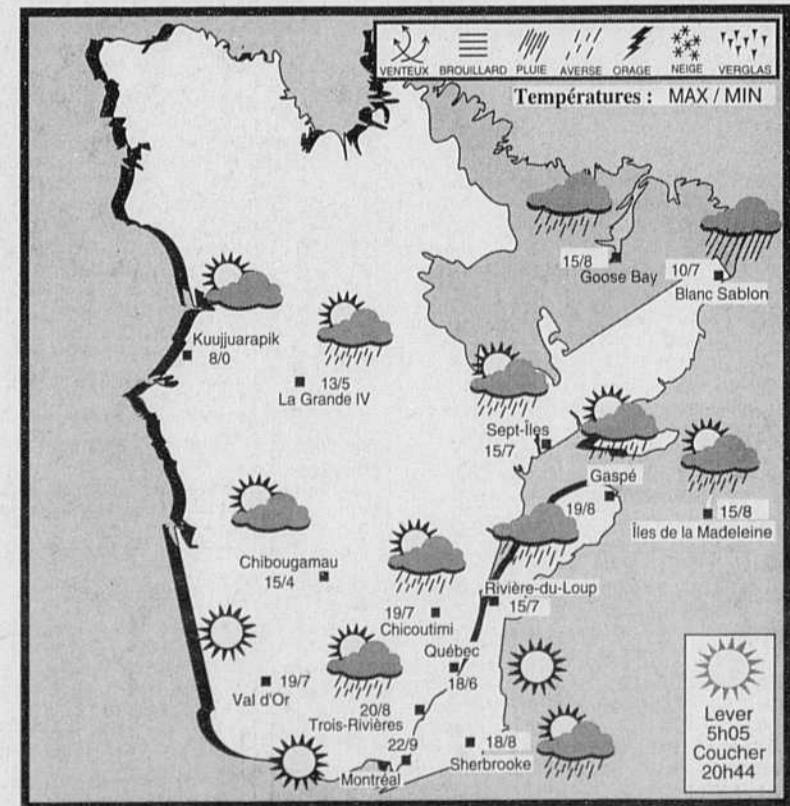 VENTEUX BROUILLARD PLUIE AVERSE ORAGE NEIGE VERGLAS
Températures : MAX / MIN
15/8
Goose Bay
10/7
Blanc Sablon
Kuujjuarapik
8/0
13/5
La Grande IV
Sept-Îles
15/7
Gaspé
19/8
15/8
Îles de la Madeleine
Chibougamau
15/4
Rivière-du-Loup
15/7
19/7
Chicoutimi
Québec
18/6
19/7
Val d'Or
20/8
Trois-Rivières
22/9
Montréal
18/8
Sherbrooke
Lever
5h05
Coucher
20h44